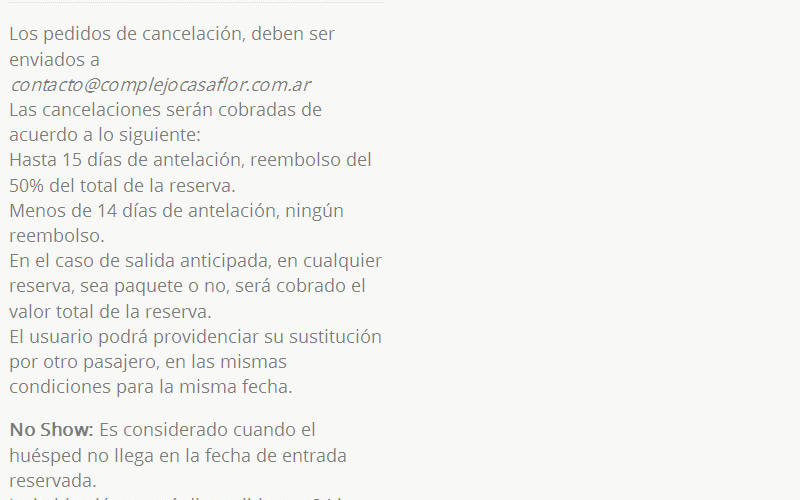 Los pedidos de cancelación, deben ser
enviados a
contacto@complejocasaflor.com.ar
Las cancelaciones serán cobradas de
acuerdo a lo siguiente:
Hasta 15 días de antelación, reembolso del
50% del total de la reserva.
Menos de 14 días de antelación, ningún
reembolso.
En el caso de salida anticipada, en cualquier
reserva, sea paquete o no, será cobrado el
valor total de la reserva.
El usuario podrá providenciar su sustitución
por otro pasajero, en las mismas
condiciones para la misma fecha.
No Show: Es considerado cuando el
huésped no llega en la fecha de entrada
reservada.